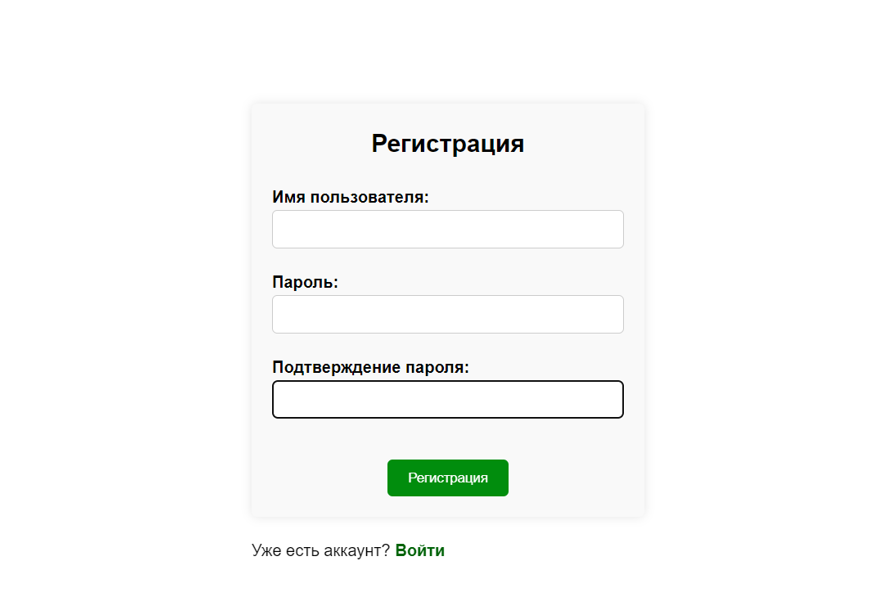 Регистрация
Имя пользователя:
Пароль:
Подтверждение пароля:
Регистрация
Уже есть аккаунт? Войти